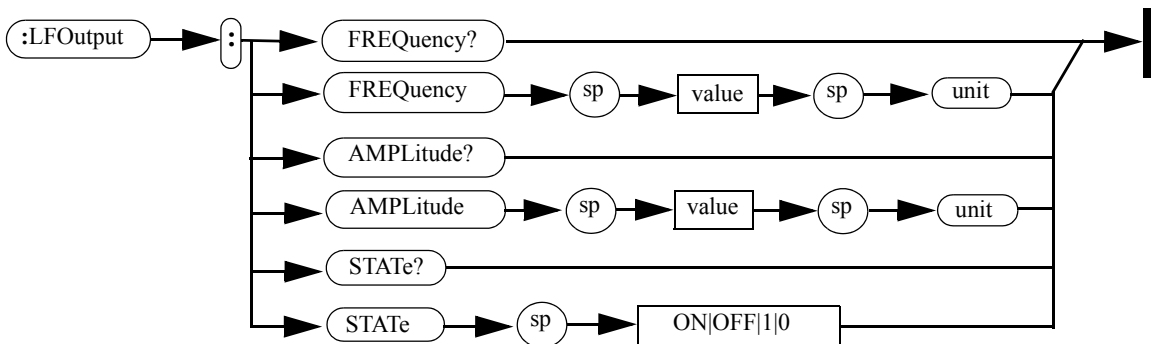 :LFOutput : FREQuency?
FREQuency sp value sp unit
AMPLitude?
AMPLitude sp value sp unit
STATe?
STATe sp ON|OFF|1|0